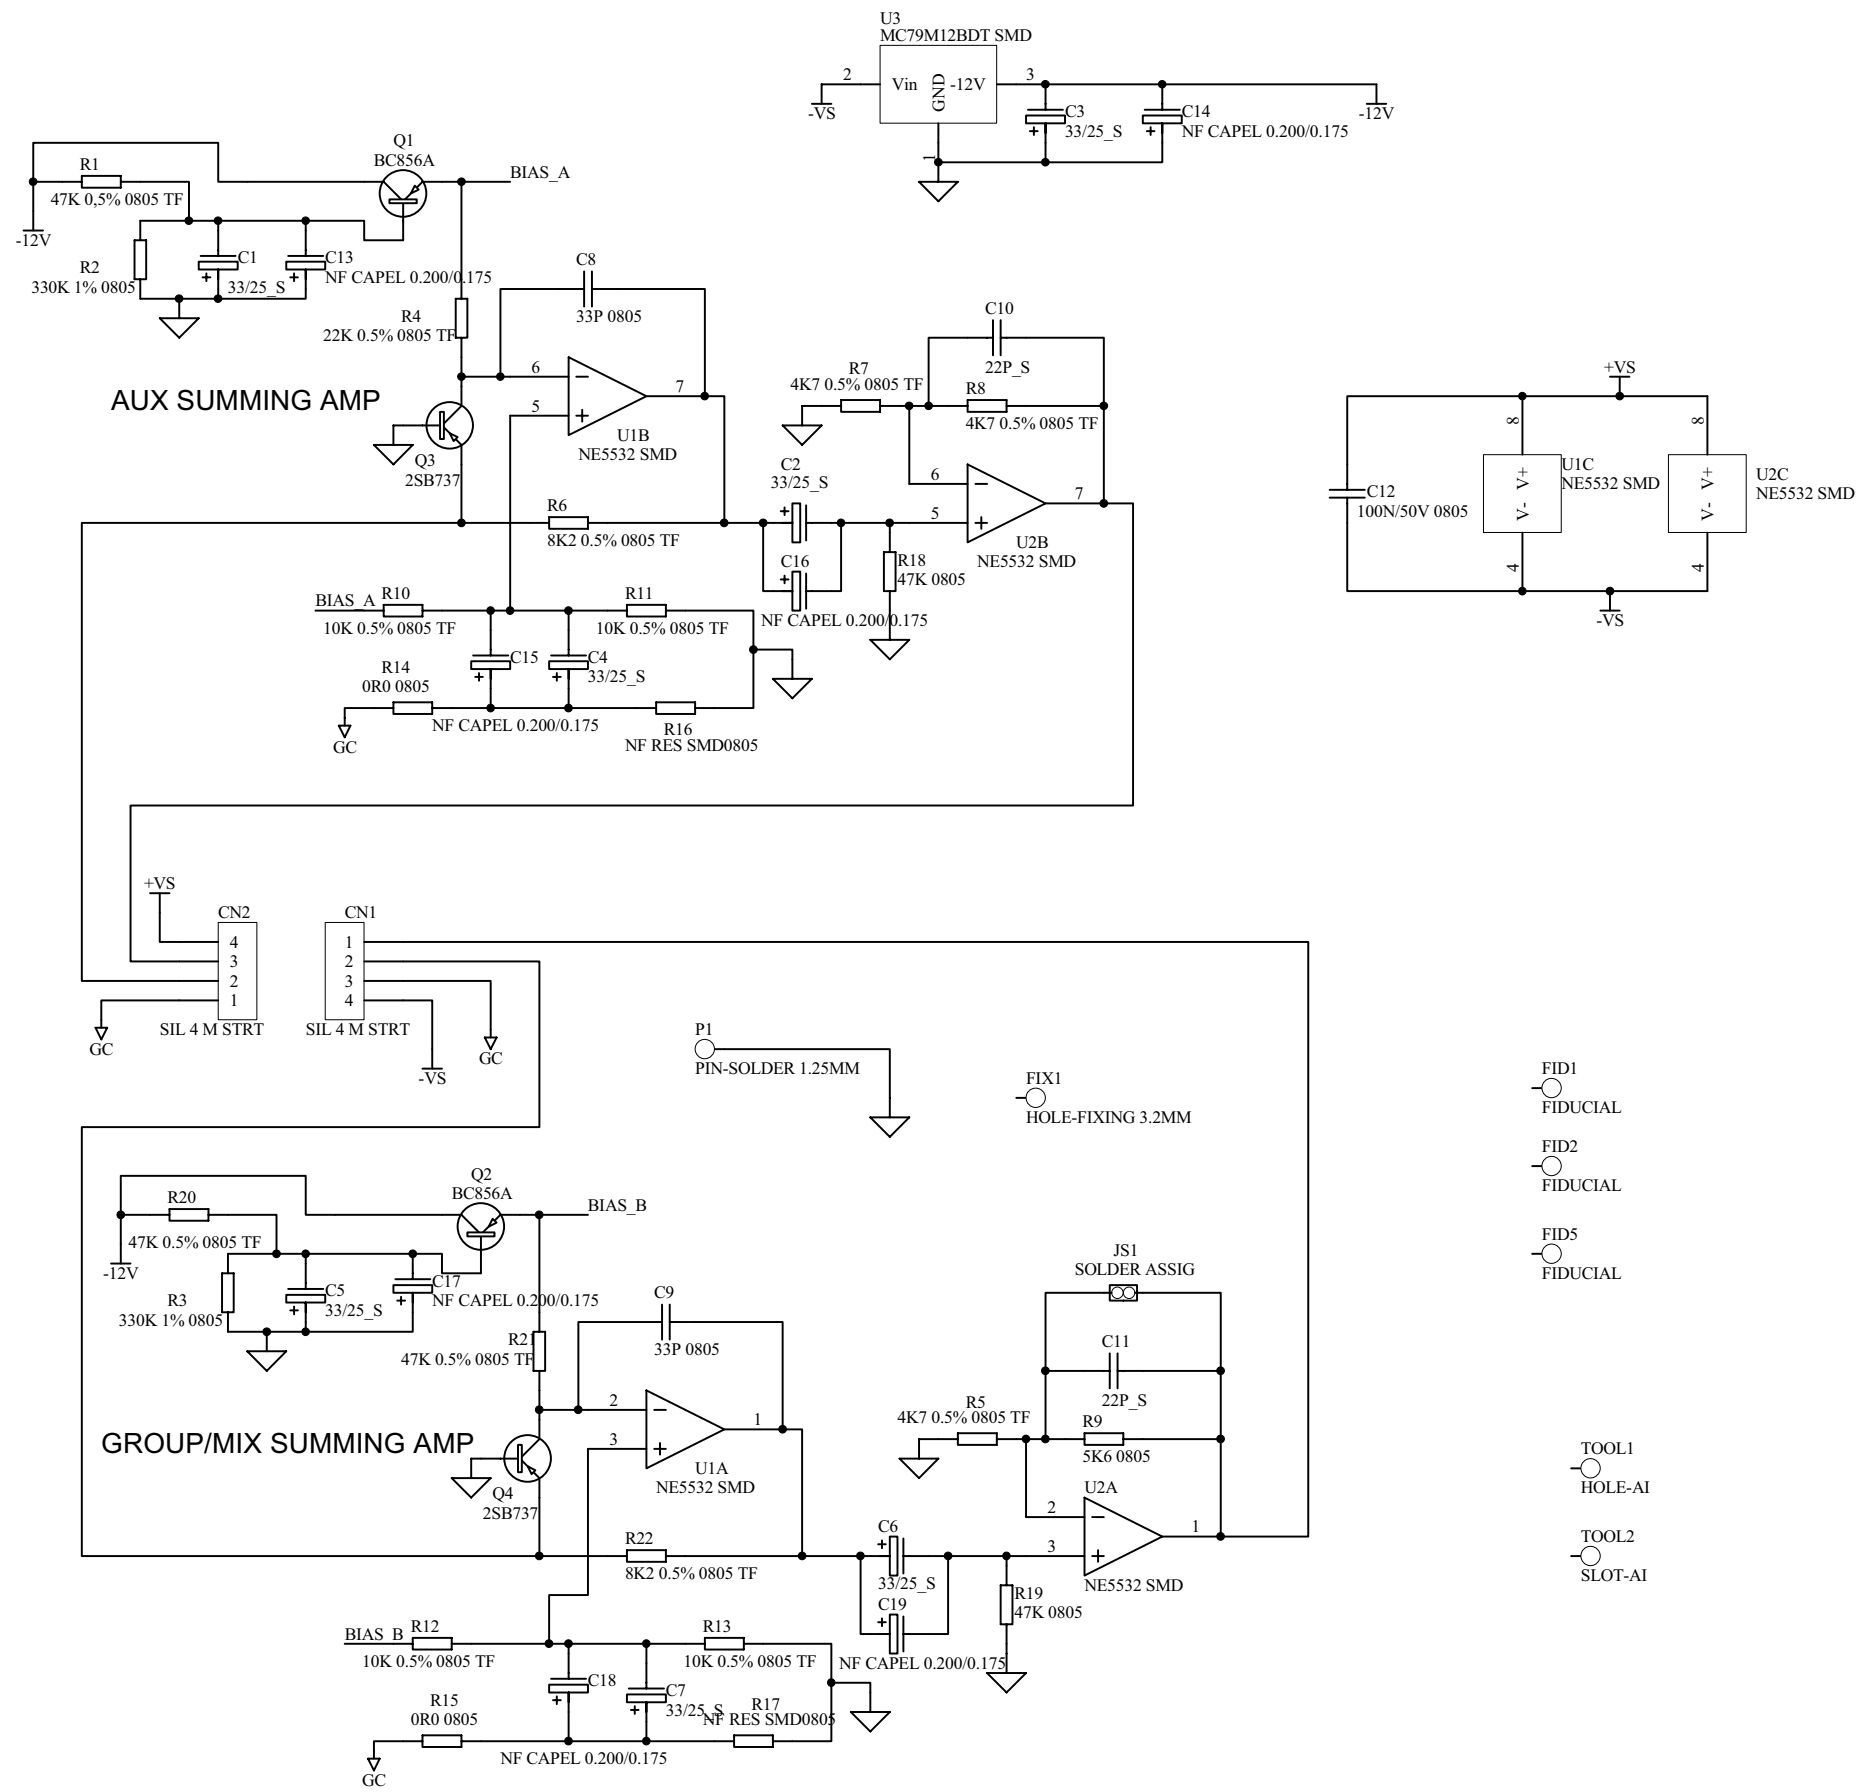 U3
MC79M12BDT SMD
2
Vin
GND
-12V
3
1
-VS
C3
33/25_S
C14
NF CAPEL 0.200/0.175
-12V
Q1
BC856A
BIAS_A
R1
47K 0,5% 0805 TF
-12V
R2
330K 1% 0805
C1
33/25_S
C13
NF CAPEL 0.200/0.175
R4
22K 0.5% 0805 TF
C8
33P 0805
AUX SUMMING AMP
6
5
7
U1B
NE5532 SMD
Q3
2SB737
R6
8K2 0.5% 0805 TF
R7
4K7 0.5% 0805 TF
C10
22P_S
R8
4K7 0.5% 0805 TF
C2
33/25_S
C16
NF CAPEL 0.200/0.175
6
5
7
U2B
NE5532 SMD
R18
47K 0805
+VS
C12
100N/50V 0805
8
V+
V-
4
U1C
NE5532 SMD
8
V+
V-
4
U2C
NE5532 SMD
-VS
BIAS_A
R10
10K 0.5% 0805 TF
R11
10K 0.5% 0805 TF
C15
C4
33/25_S
R14
0R0 0805
NF CAPEL 0.200/0.175
R16
NF RES SMD0805
GC
+VS
CN2
4
3
2
1
SIL 4 M STRT
GC
CN1
1
2
3
4
SIL 4 M STRT
GC
-VS
P1
PIN-SOLDER 1.25MM
FIX1
HOLE-FIXING 3.2MM
FID1
FIDUCIAL
FID2
FIDUCIAL
FID5
FIDUCIAL
TOOL1
HOLE-AI
TOOL2
SLOT-AI
Q2
BC856A
BIAS_B
R20
47K 0.5% 0805 TF
-12V
R3
330K 1% 0805
C5
33/25_S
C17
NF CAPEL 0.200/0.175
R21
47K 0.5% 0805 TF
C9
33P 0805
GROUP/MIX SUMMING AMP
2
3
1
U1A
NE5532 SMD
Q4
2SB737
R22
8K2 0.5% 0805 TF
JS1
SOLDER ASSIG
C11
22P_S
R5
4K7 0.5% 0805 TF
R9
5K6 0805
U2A
2
3
1
NE5532 SMD
C6
33/25_S
C19
NF CAPEL 0.200/0.175
R19
47K 0805
BIAS_B
R12
10K 0.5% 0805 TF
R13
10K 0.5% 0805 TF
C18
C7
33/25_S
R15
0R0 0805
R17
NF RES SMD0805
NF CAPEL 0.200/0.175
GC